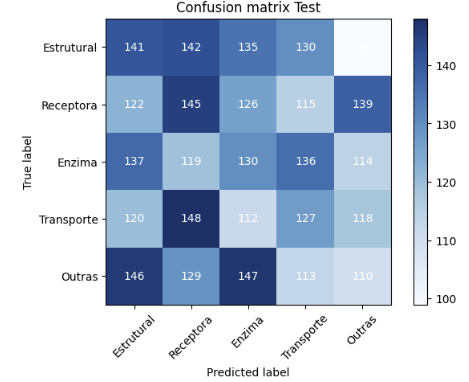 Confusion matrix Test
Estrutural 141 142 135 130
Receptora 122 145 126 115 139
Enzima 137 119 130 136 114
Transporte 120 148 112 127 118
Outras 146 129 147 113 110
Estrutural Receptora Enzima Transporte Outras
True label
Predicted label
140
130
120
110
100